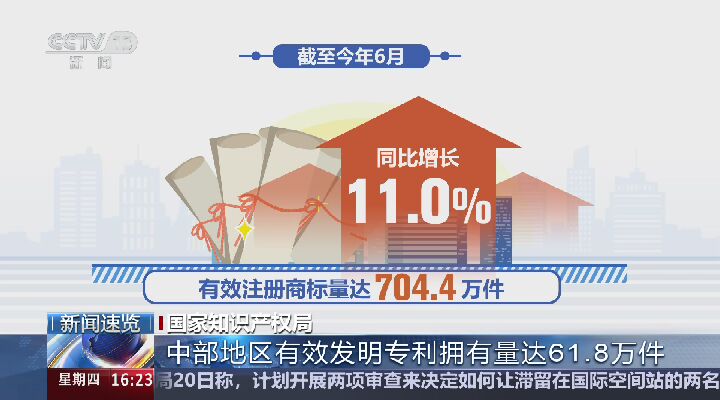 CCTV 13
新闻
截至今年6月
同比增长
11.0%
有效注册商标量达 704.4 万件
新闻速览
国家知识产权局
中部地区有效发明专利拥有量达61.8万件
星期四 16:23
局20日称，计划开展两项审查来决定如何让滞留在国际空间站的两名